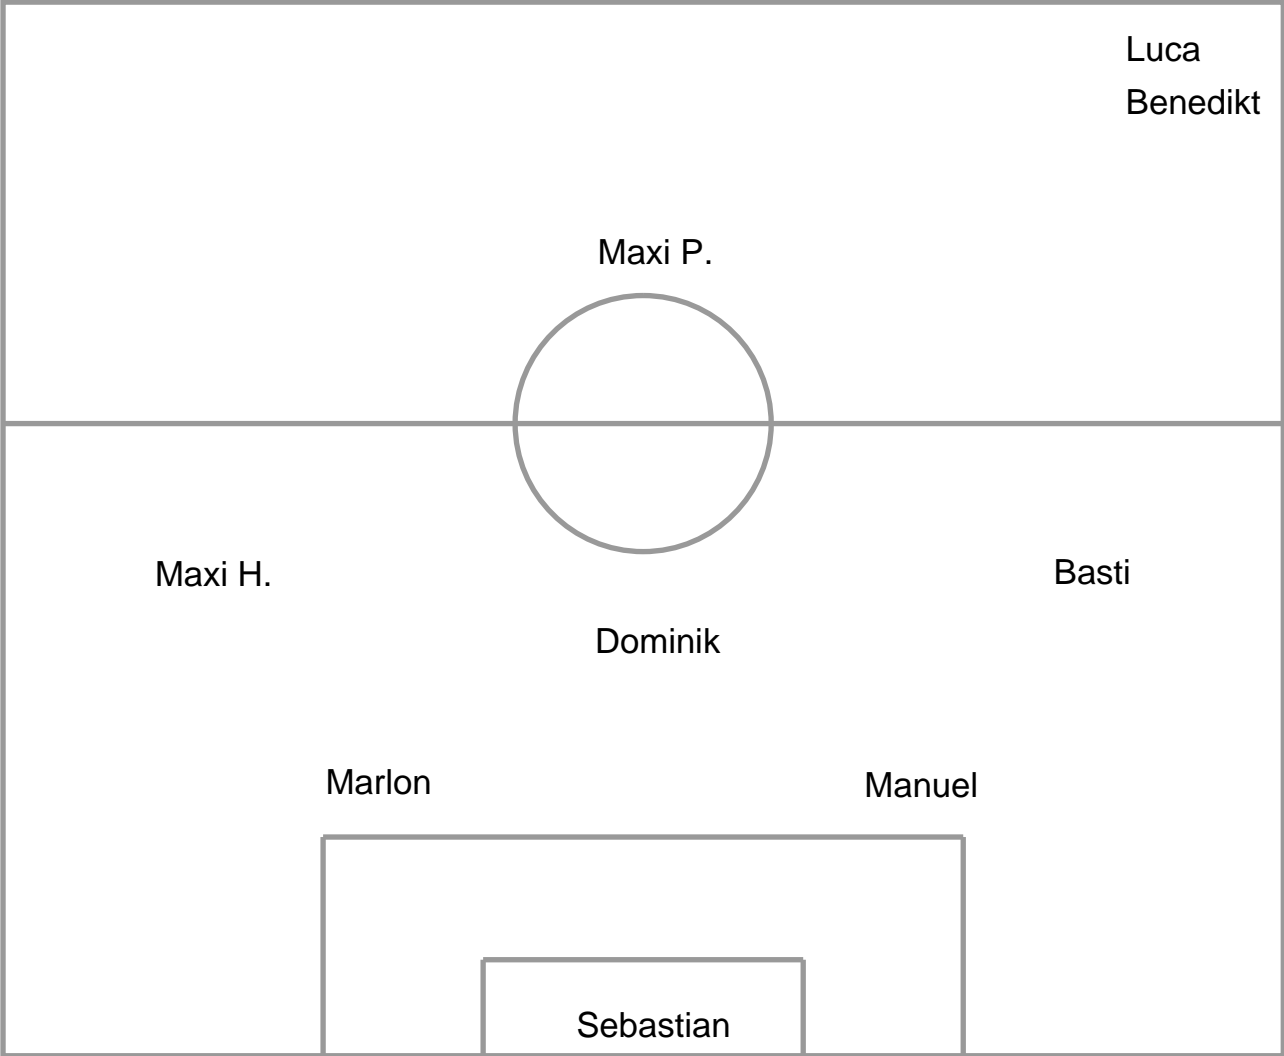 Luca
Benedikt
Maxi P.
Maxi H.
Basti
Dominik
Marlon
Manuel
Sebastian